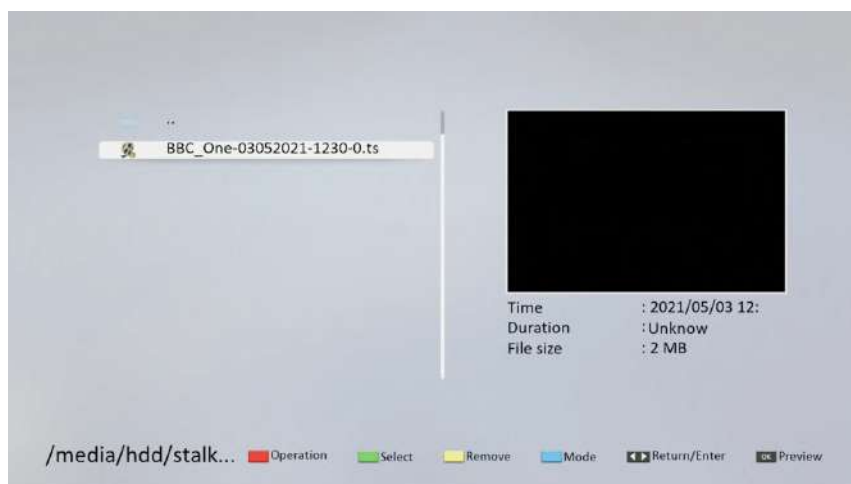 ..
BBC_One-03052021-1230-0.ts
Time : 2021/05/03 12:
Duration : Unknow
File size : 2 MB
/media/hdd/stalk... Operation Select Remove Mode Return/Enter OK Preview